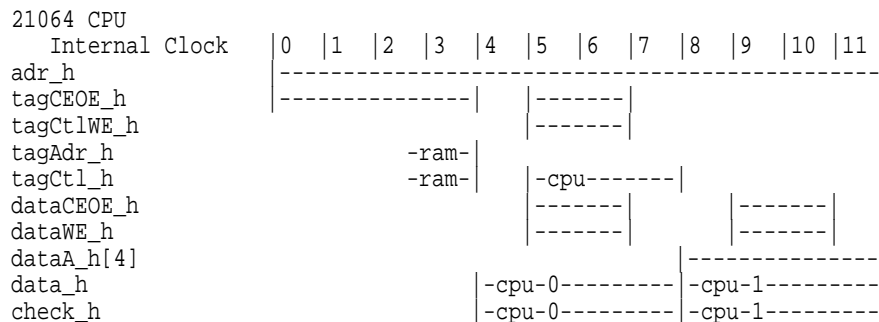 21064 CPU
   Internal Clock   |0  |1  |2  |3  |4  |5  |6  |7  |8  |9  |10 |11
adr_h               |-----------------------------------------------
tagCEOE_h           |---------------|   |-------|
tagCtlWE_h                              |-------|
tagAdr_h                       -ram-|
tagCtl_h                       -ram-|   |-cpu-------|
dataCEOE_h                              |-------|       |-------|
dataWE_h                                |-------|       |-------|
dataA_h[4]                                          |---------------
data_h                              |-cpu-0---------|-cpu-1---------
check_h                             |-cpu-0---------|-cpu-1---------